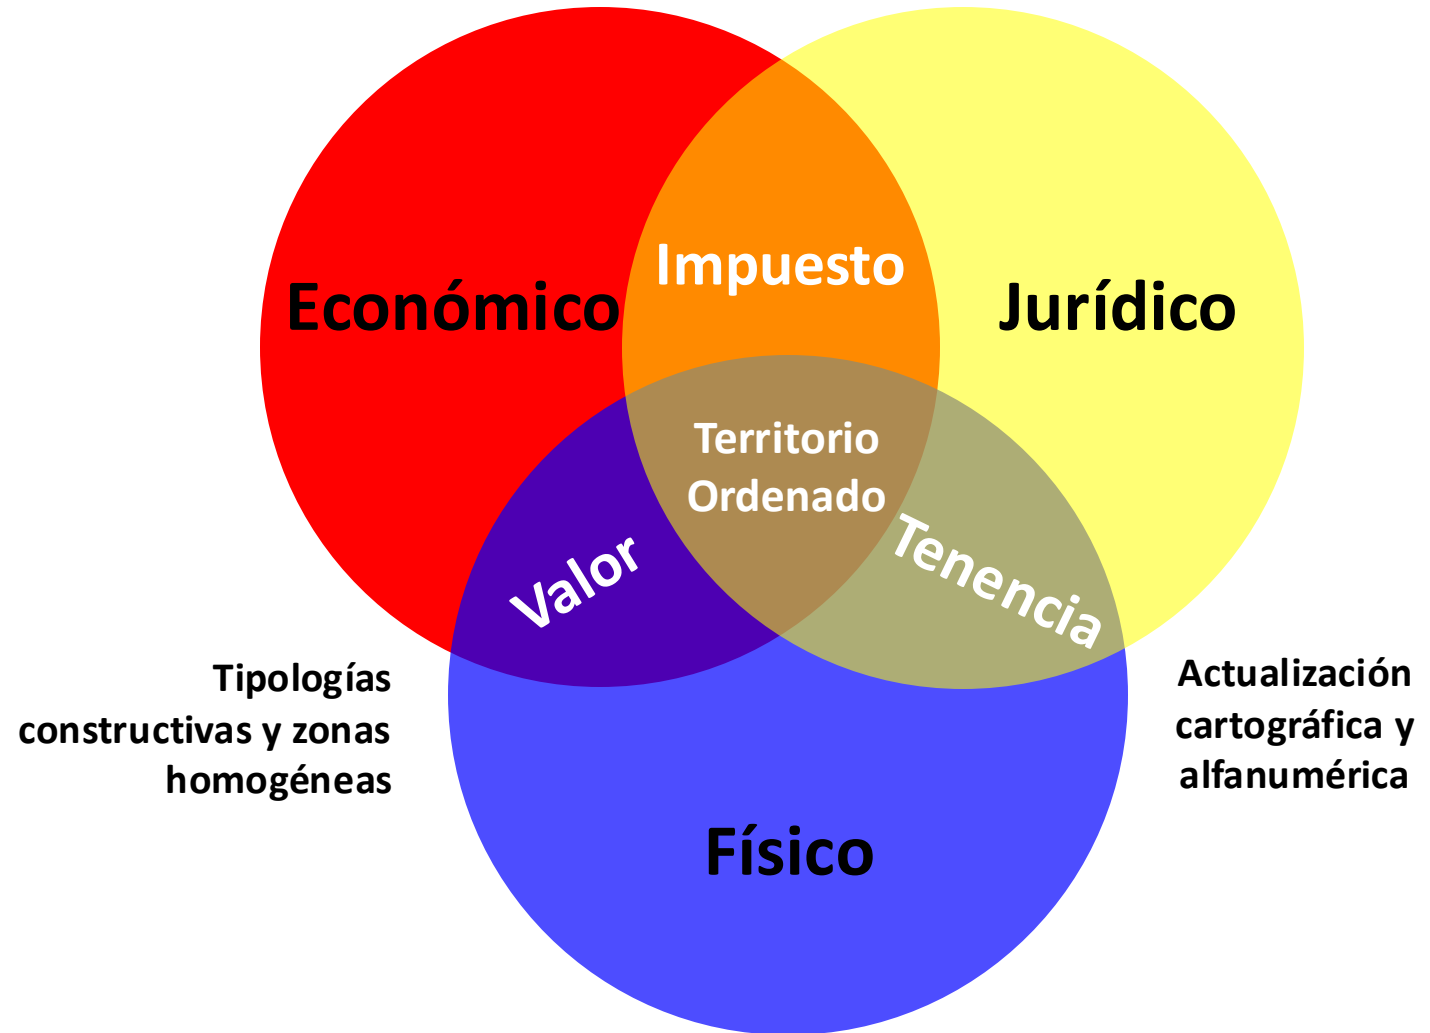 Económico
Impuesto
Jurídico
Territorio
Ordenado
Valor
Tenencia
Tipologías
constructivas y zonas
homogéneas
Actualización
cartográfica y
alfanumérica
Físico